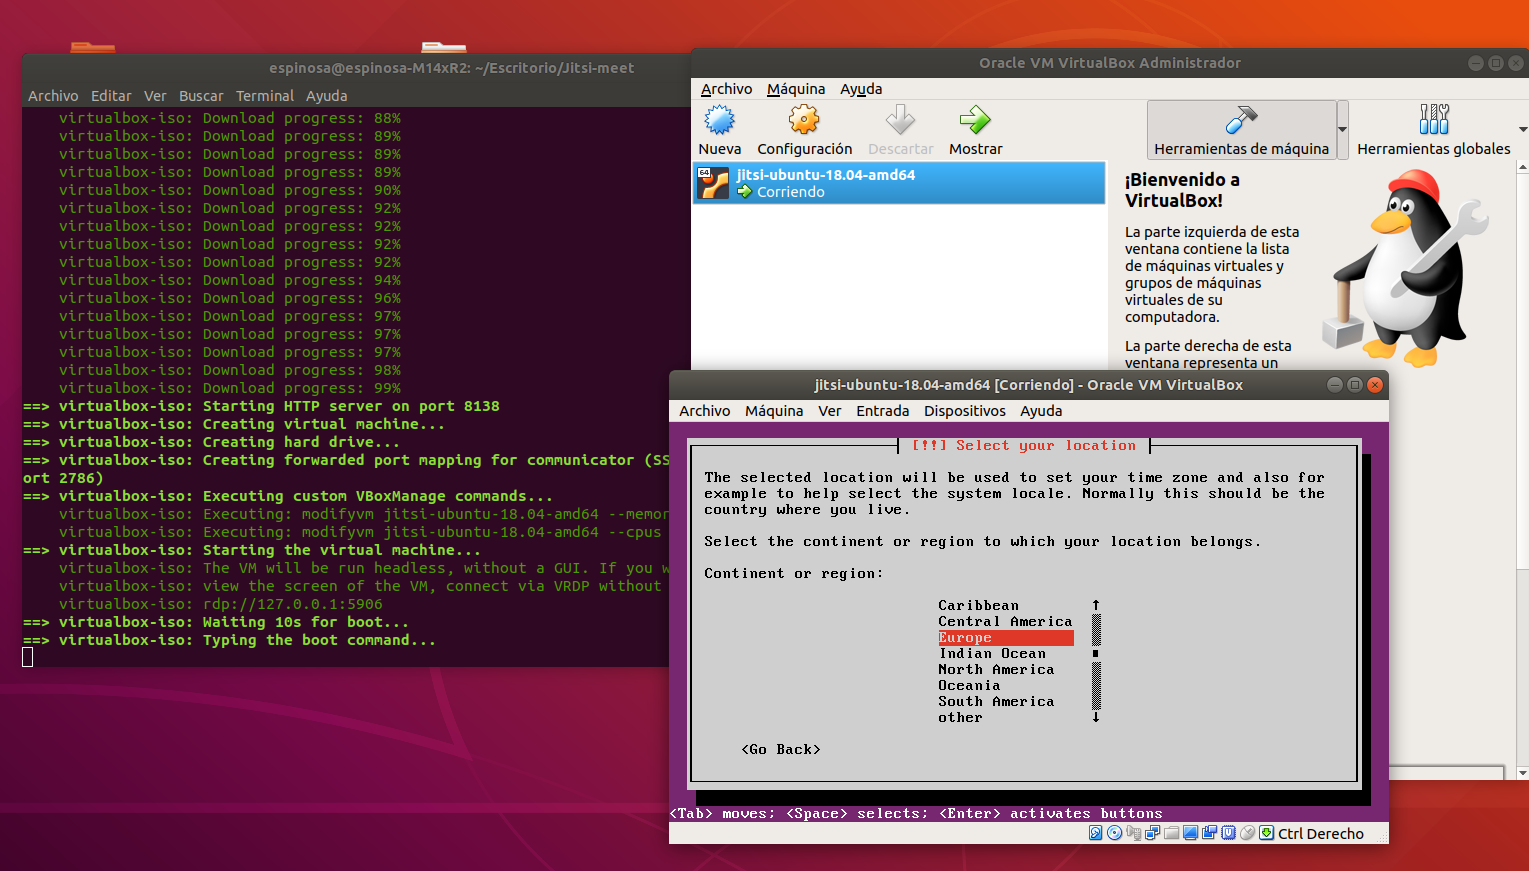 espinosa@espinosa-M14xR2: ~/Escritorio/Jitsi-meet
Archivo Editar Ver Buscar Terminal Ayuda
virtualbox-iso: Download progress: 88%
virtualbox-iso: Download progress: 89%
virtualbox-iso: Download progress: 89%
virtualbox-iso: Download progress: 89%
virtualbox-iso: Download progress: 90%
virtualbox-iso: Download progress: 92%
virtualbox-iso: Download progress: 92%
virtualbox-iso: Download progress: 92%
virtualbox-iso: Download progress: 92%
virtualbox-iso: Download progress: 94%
virtualbox-iso: Download progress: 96%
virtualbox-iso: Download progress: 97%
virtualbox-iso: Download progress: 97%
virtualbox-iso: Download progress: 97%
virtualbox-iso: Download progress: 98%
virtualbox-iso: Download progress: 99%
==> virtualbox-iso: Starting HTTP server on port 8138
==> virtualbox-iso: Creating virtual machine...
==> virtualbox-iso: Creating hard drive...
==> virtualbox-iso: Creating forwarded port mapping for communicator (SS
ort 2786)
==> virtualbox-iso: Executing custom VBoxManage commands...
virtualbox-iso: Executing: modifyvm jitsi-ubuntu-18.04-amd64 --memor
virtualbox-iso: Executing: modifyvm jitsi-ubuntu-18.04-amd64 --cpus
==> virtualbox-iso: Starting the virtual machine...
virtualbox-iso: The VM will be run headless, without a GUI. If you w
virtualbox-iso: view the screen of the VM, connect via VRDP without
virtualbox-iso: rdp://127.0.0.1:5906
==> virtualbox-iso: Waiting 10s for boot...
==> virtualbox-iso: Typing the boot command...
Oracle VM VirtualBox Administrador
Archivo Máquina Ayuda
Nueva Configuración Descartar Mostrar Herramientas de máquina Herramientas globales
64
jitsi-ubuntu-18.04-amd64
Corriendo
¡Bienvenido a
VirtualBox!
La parte izquierda de esta
ventana contiene la lista
de máquinas virtuales y
grupos de máquinas
virtuales de su
computadora.
La parte derecha de esta
ventana representa un
jitsi-ubuntu-18.04-amd64 [Corriendo] - Oracle VM VirtualBox
Archivo Máquina Ver Entrada Dispositivos Ayuda
[!!] Select your location
The selected location will be used to set your time zone and also for
example to help select the system locale. Normally this should be the
country where you live.
Select the continent or region to which your location belongs.
Continent or region:
Caribbean
Central America
Europe
Indian Ocean
North America
Oceania
South America
other
<Go Back>
<Tab> moves; <Space> selects; <Enter> activates buttons
Ctrl Derecho